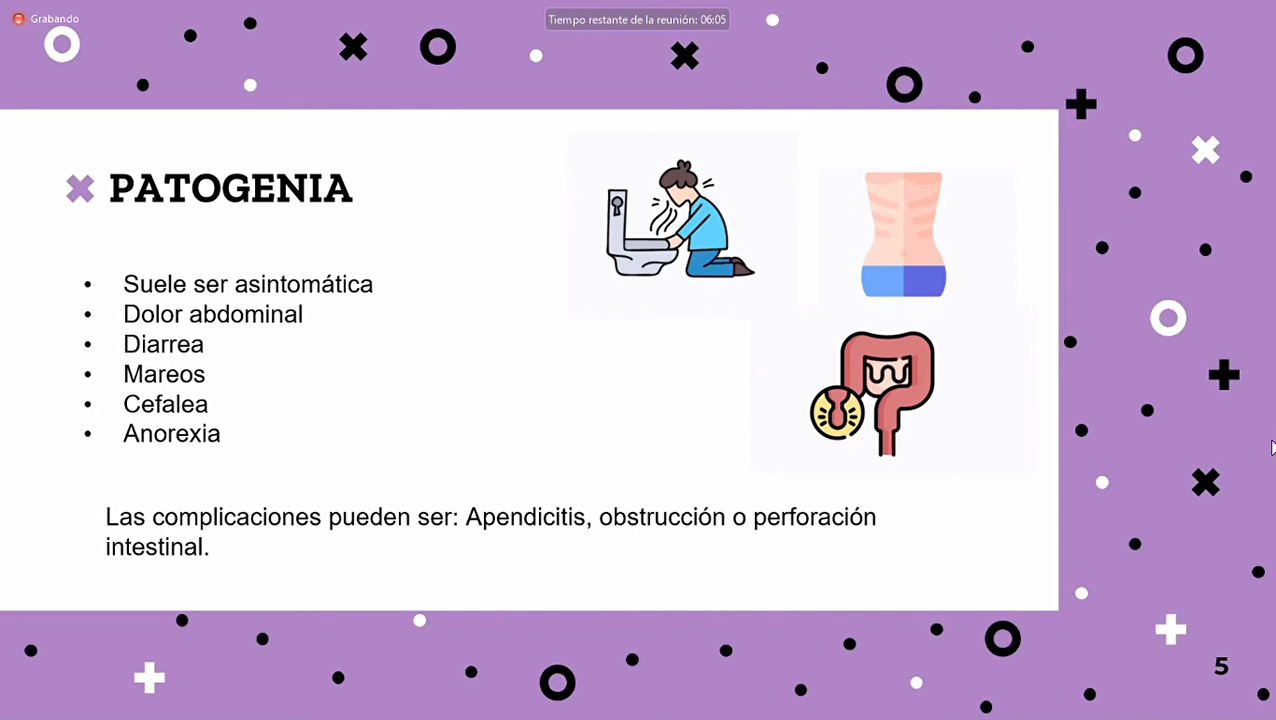 Grabando
Tiempo restante de la reunión: 06:05
PATOGENIA
• Suele ser asintomática
• Dolor abdominal
• Diarrea
• Mareos
• Cefalea
• Anorexia
Las complicaciones pueden ser: Apendicitis, obstrucción o perforación
intestinal.
5